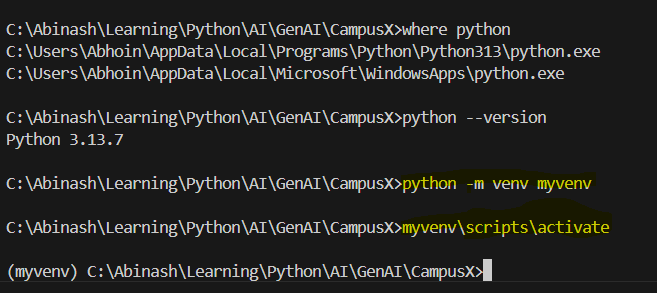 C:\Abinash\Learning\Python\AI\GenAI\CampusX>where python
C:\Users\Abhoin\AppData\Local\Programs\Python\Python313\python.exe
C:\Users\Abhoin\AppData\Local\Microsoft\WindowsApps\python.exe
C:\Abinash\Learning\Python\AI\GenAI\CampusX>python --version
Python 3.13.7
C:\Abinash\Learning\Python\AI\GenAI\CampusX>python -m venv myvenv
C:\Abinash\Learning\Python\AI\GenAI\CampusX>myvenv\scripts\activate
(myvenv) C:\Abinash\Learning\Python\AI\GenAI\CampusX>